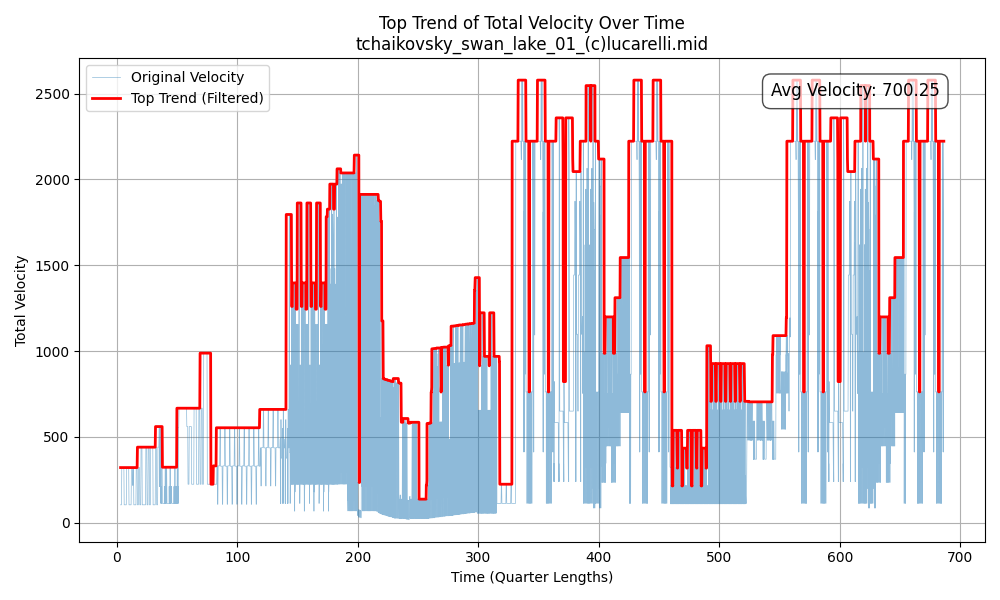 Top Trend of Total Velocity Over Time
tchaikovsky_swan_lake_01_(c)lucarelli.mid
Original Velocity
Top Trend (Filtered)
Avg Velocity: 700.25
Total Velocity
2500
2000
1500
1000
500
0
0 100 200 300 400 500 600 700
Time (Quarter Lengths)